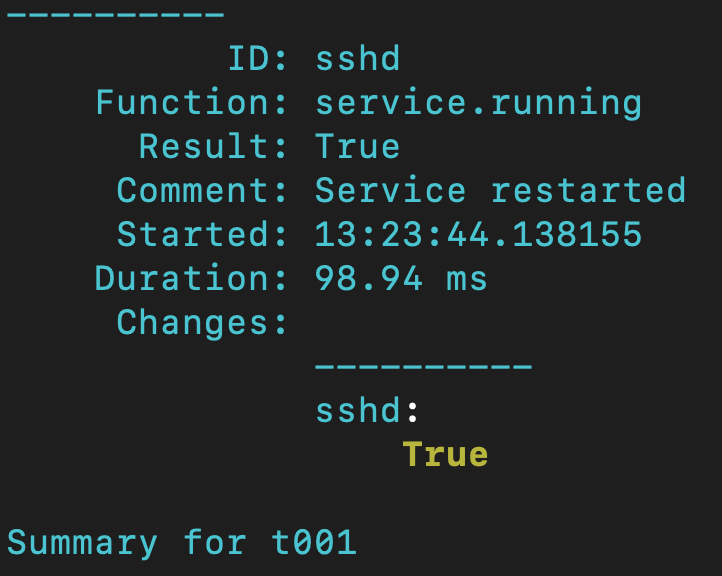 ----------
ID: sshd
Function: service.running
Result: True
Comment: Service restarted
Started: 13:23:44.138155
Duration: 98.94 ms
Changes:
----------
sshd:
True
Summary for t001